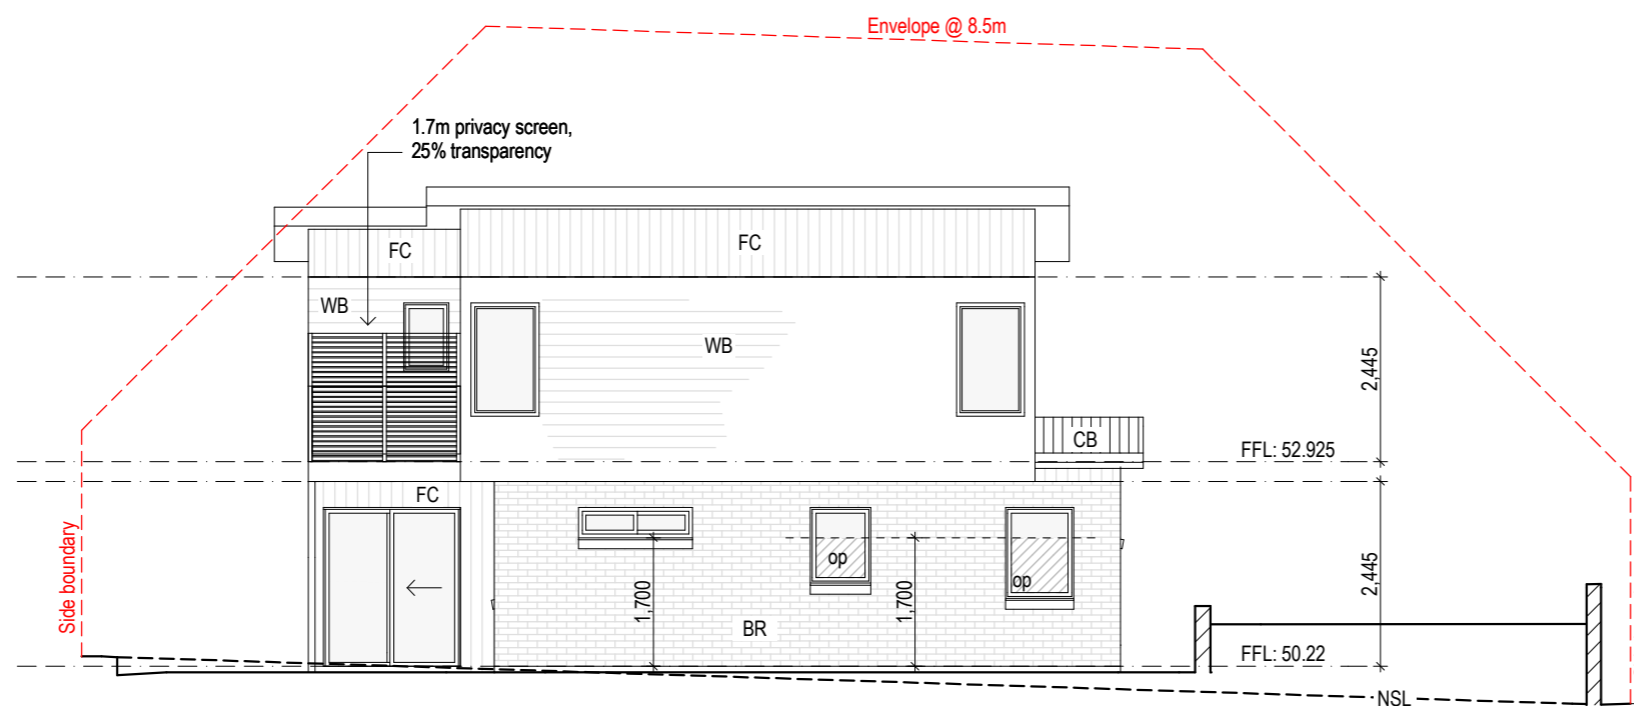 Envelope @ 8.5m
1.7m privacy screen,
25% transparency
FC
FC
WB
WB
2,445
CB
FFL: 52.925
FC
Side boundary
op
op
1,700
1,700
2,445
BR
FFL: 50.22
NSL